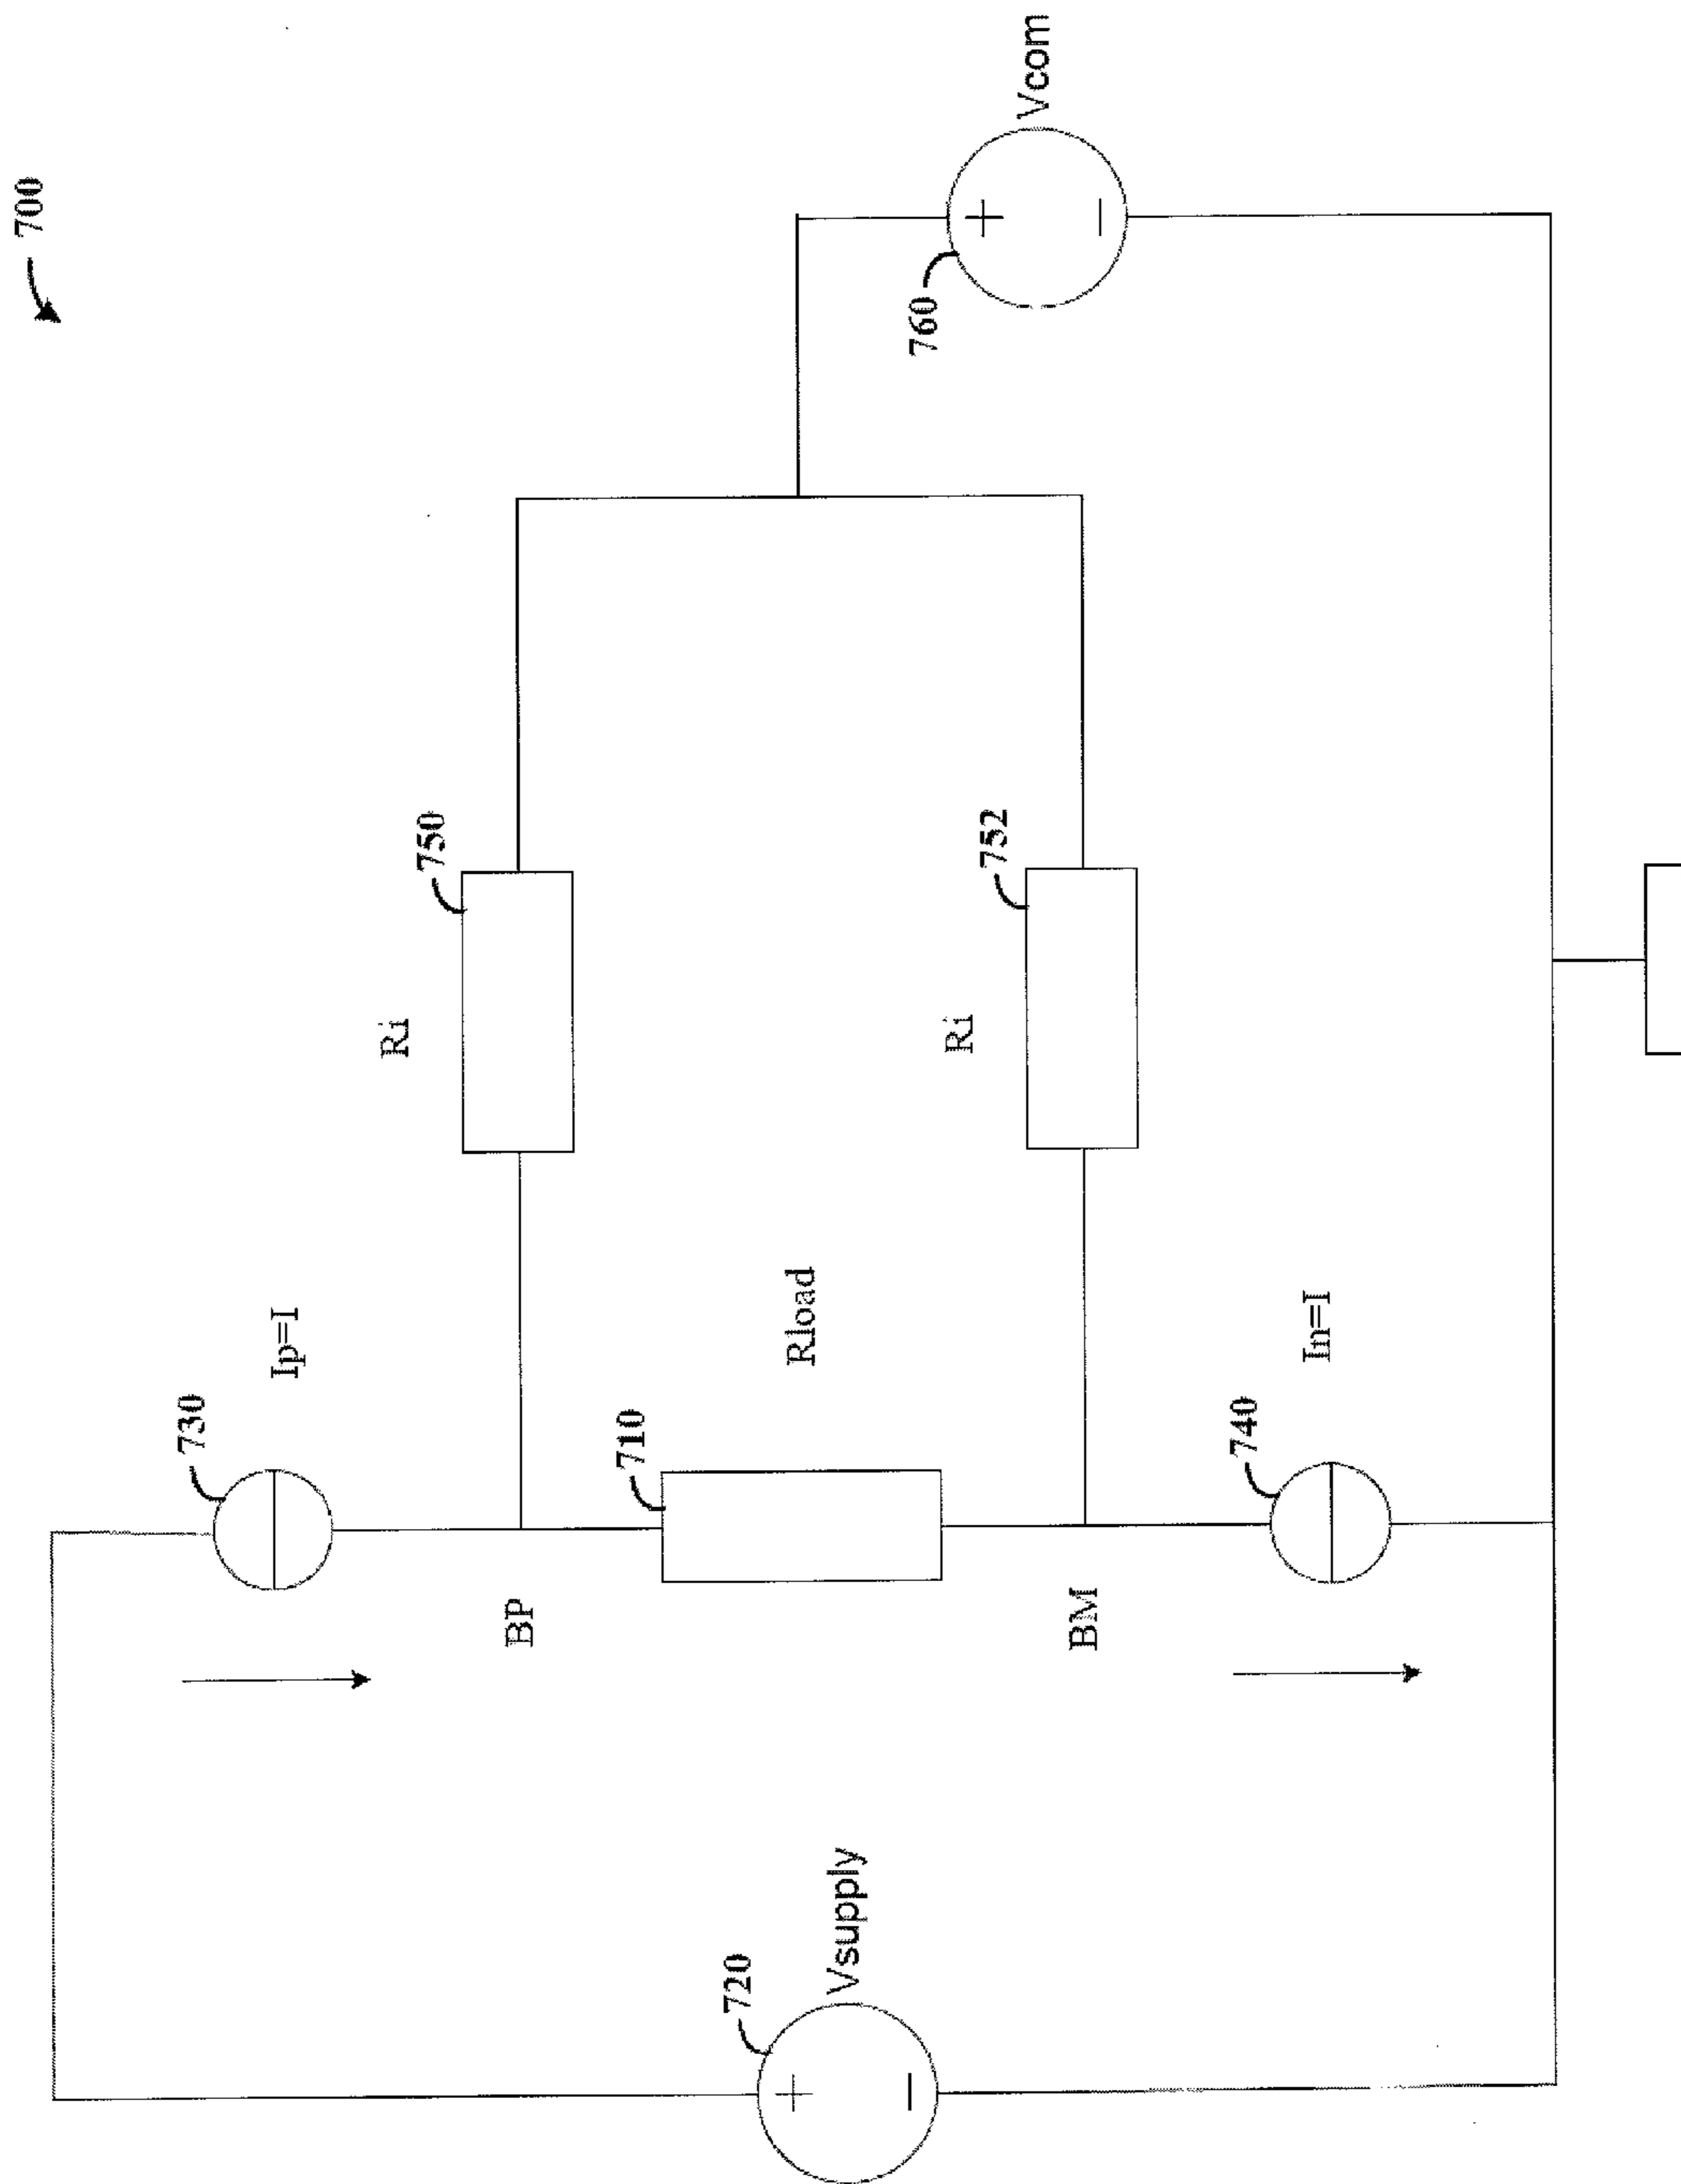 700
Vcom
760
750
Ri
752
Ri
Ip=I
730
Rload
710
In=I
740
BP
BM
Vsupply
720
+
−
+
−